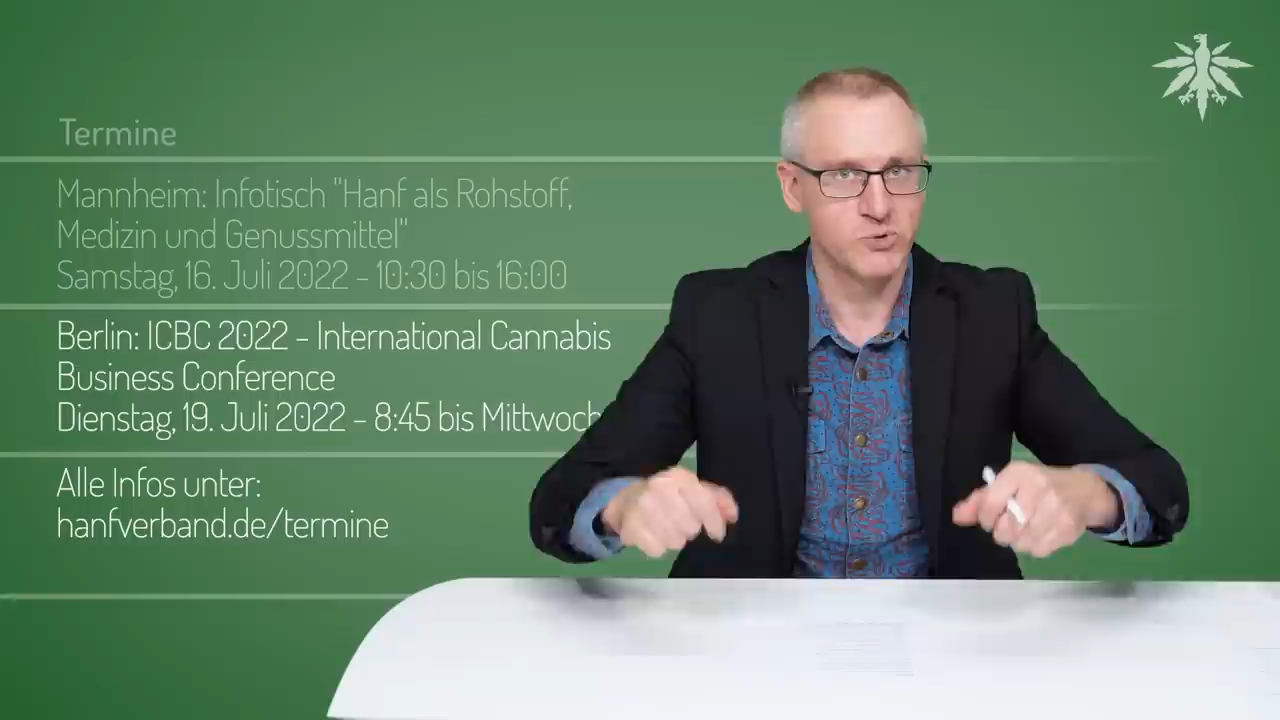 Termine
Mannheim: Infotisch "Hanf als Rohstoff,
Medizin und Genussmittel"
Samstag, 16. Juli 2022 - 10:30 bis 16:00
Berlin: ICBC 2022 - International Cannabis
Business Conference
Dienstag, 19. Juli 2022 - 8:45 bis Mittwoch
Alle Infos unter:
hanfverband.de/termine